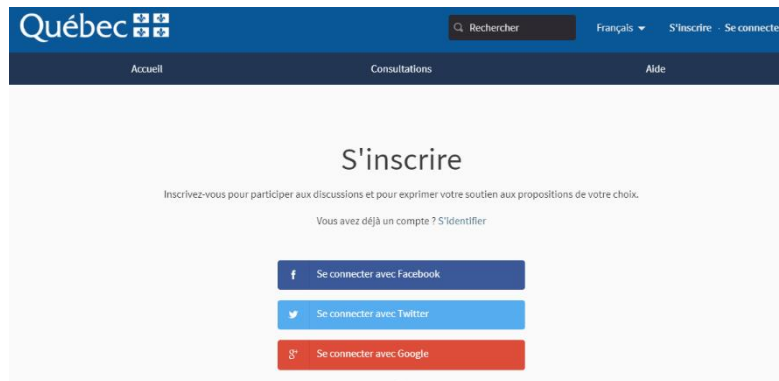 Québec
Rechercher
Français
S'inscrire · Se connecte
Accueil
Consultations
Aide
S'inscrire
Inscrivez-vous pour participer aux discussions et pour exprimer votre soutien aux propositions de votre choix.
Vous avez déjà un compte ? S'identifier
f Se connecter avec Facebook
Se connecter avec Twitter
g+ Se connecter avec Google